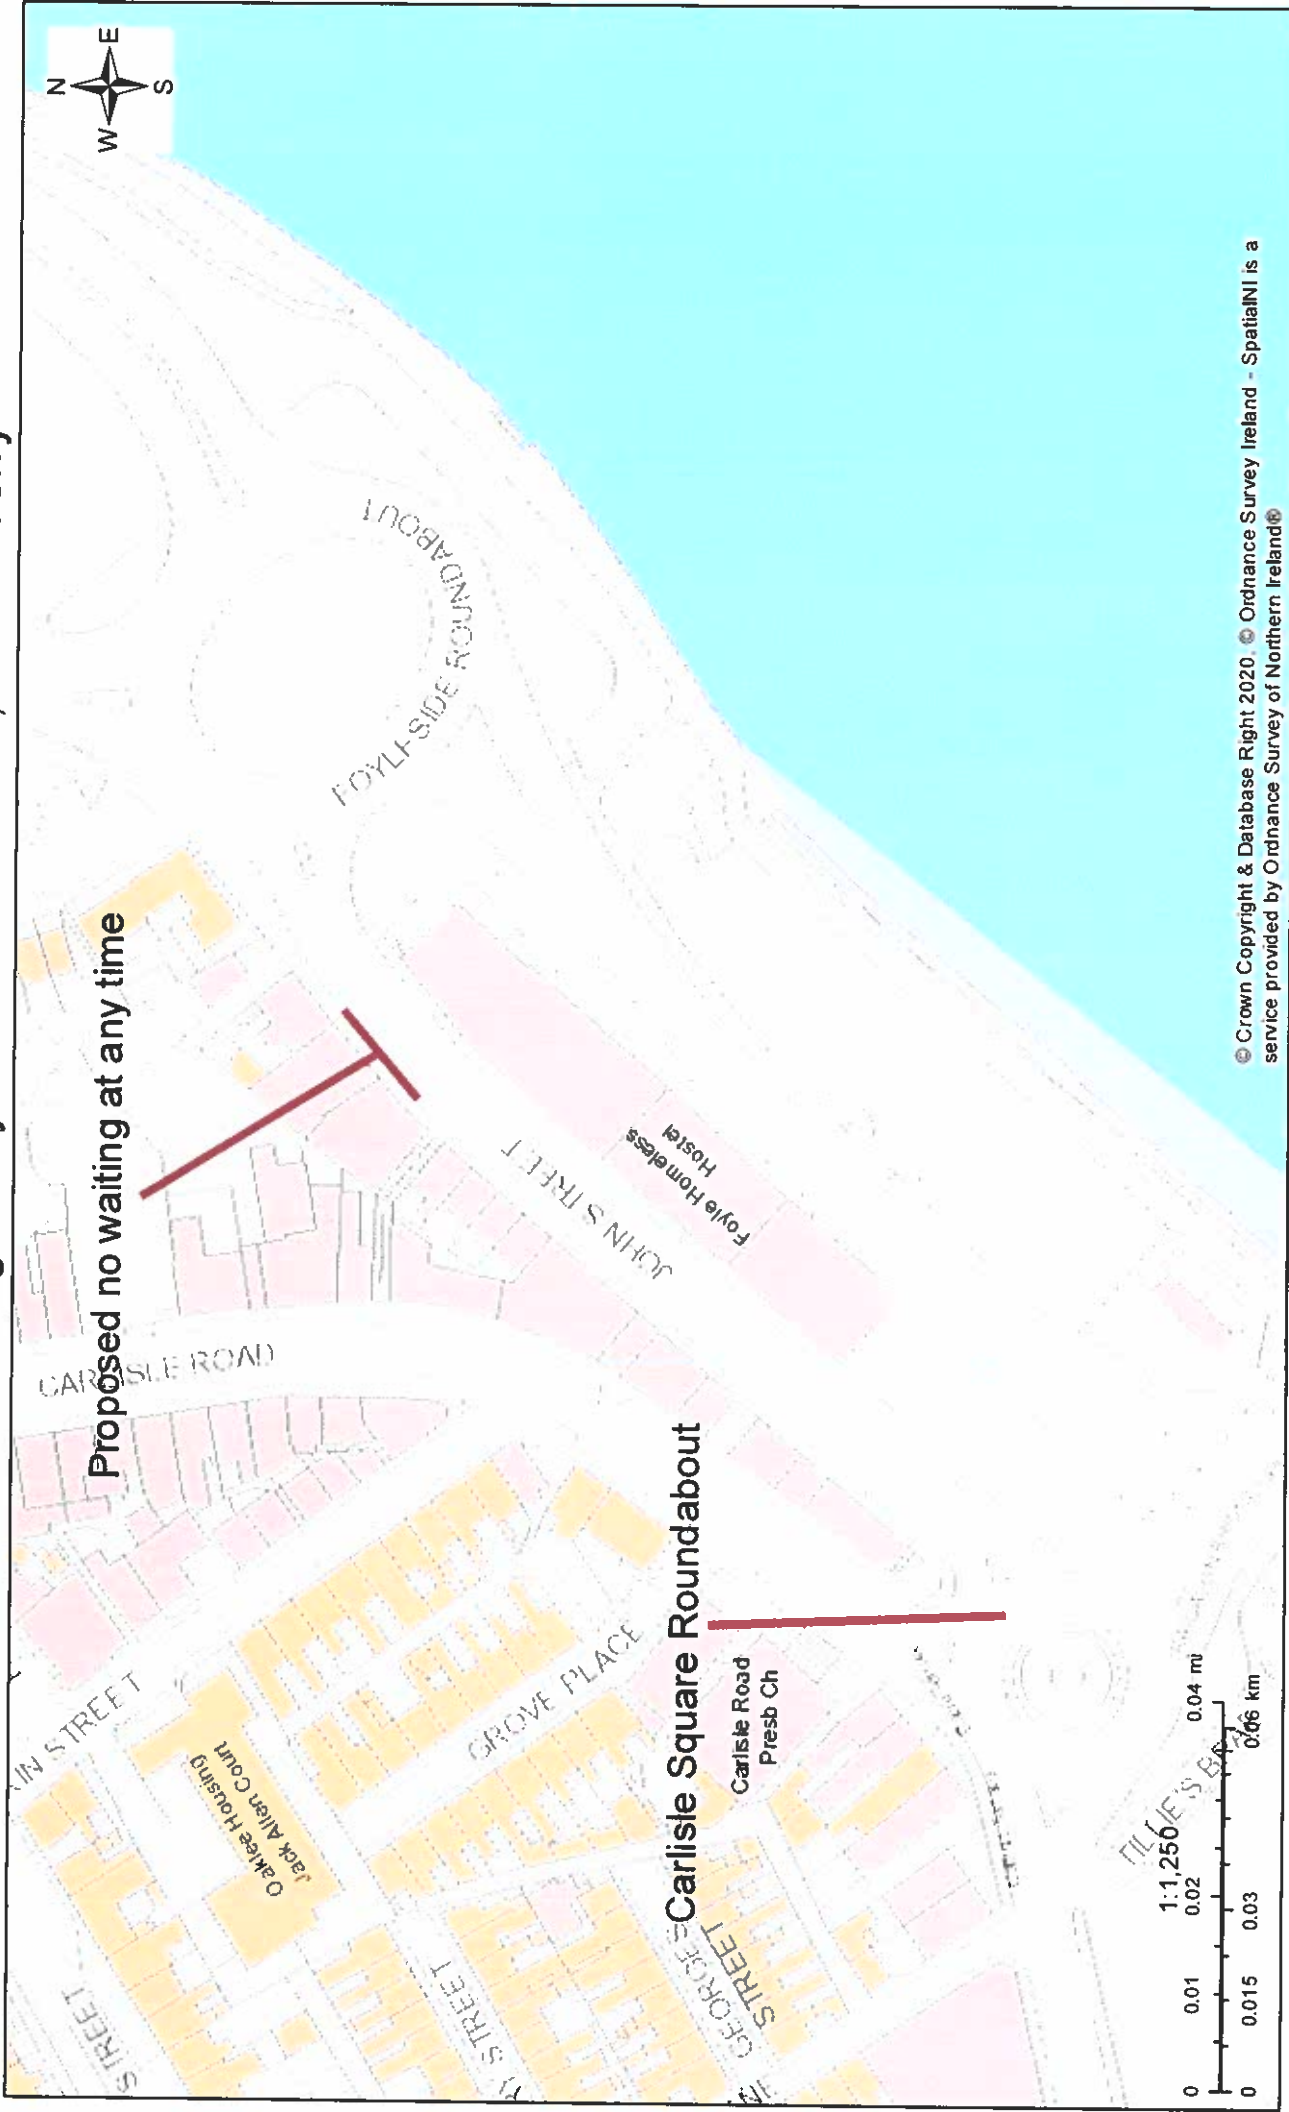 N
W E
S
Proposed no waiting at any time
CARLISLE ROAD
FOYLESIDE ROUNDABOUT
JOHN STREET
Foyle Homeless
Hostel
STREET
Oaklee Housing
Jack Allen Court
GROVE PLACE
STREET
Carlisle Square Roundabout
Carlisle Road
Presb Ch
GEORGES
STREET
TILLIE'S
1:1,250
0 0.01 0.02 0.04 mi
0 0.015 0.03 0.06 km
© Crown Copyright & Database Right 2020. © Ordnance Survey Ireland - SpatialNI is a
service provided by Ordnance Survey of Northern Ireland®